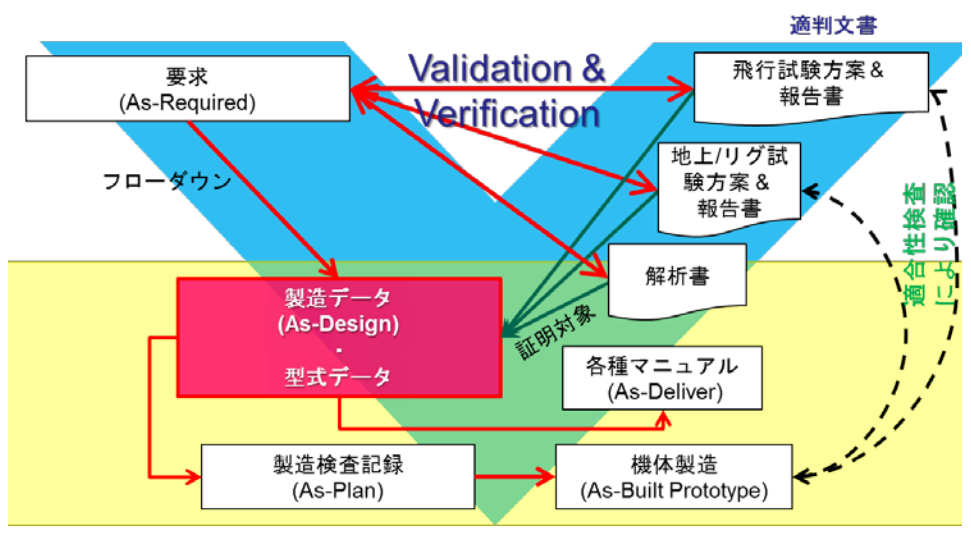 適判文書
要求
(As-Required)
Validation &
Verification
飛行試験方案＆
報告書
フローダウン
地上/リグ試
験方案＆
報告書
適合性検査
により確認
解析書
製造データ
(As-Design)
-
型式データ
証明対象
各種マニュアル
(As-Deliver)
製造検査記録
(As-Plan)
機体製造
(As-Built Prototype)